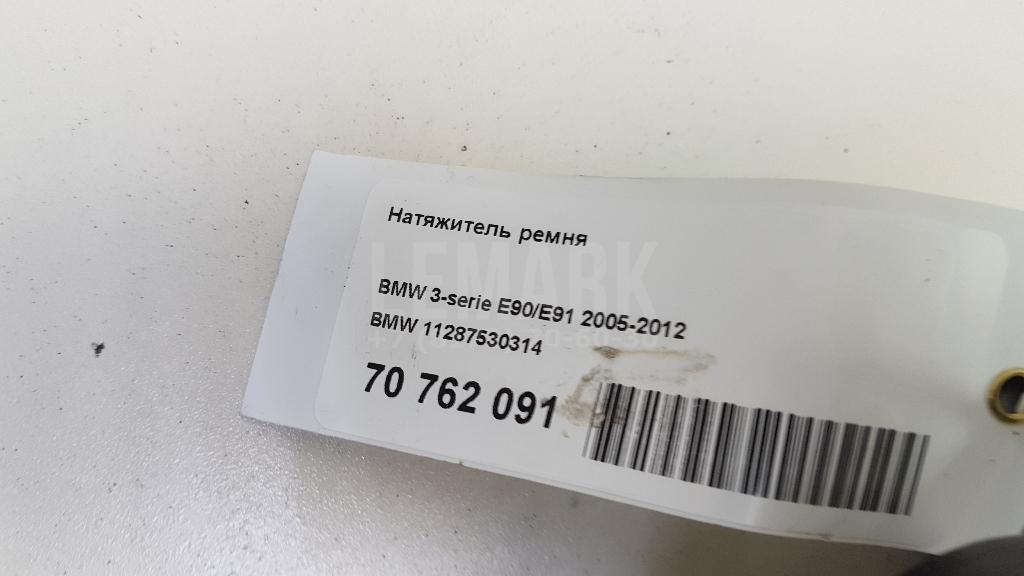 Натяжитель ремня
LEMARK
BMW 3-serie E90/E91 2005-2012
BMW 11287530314
70 762 091